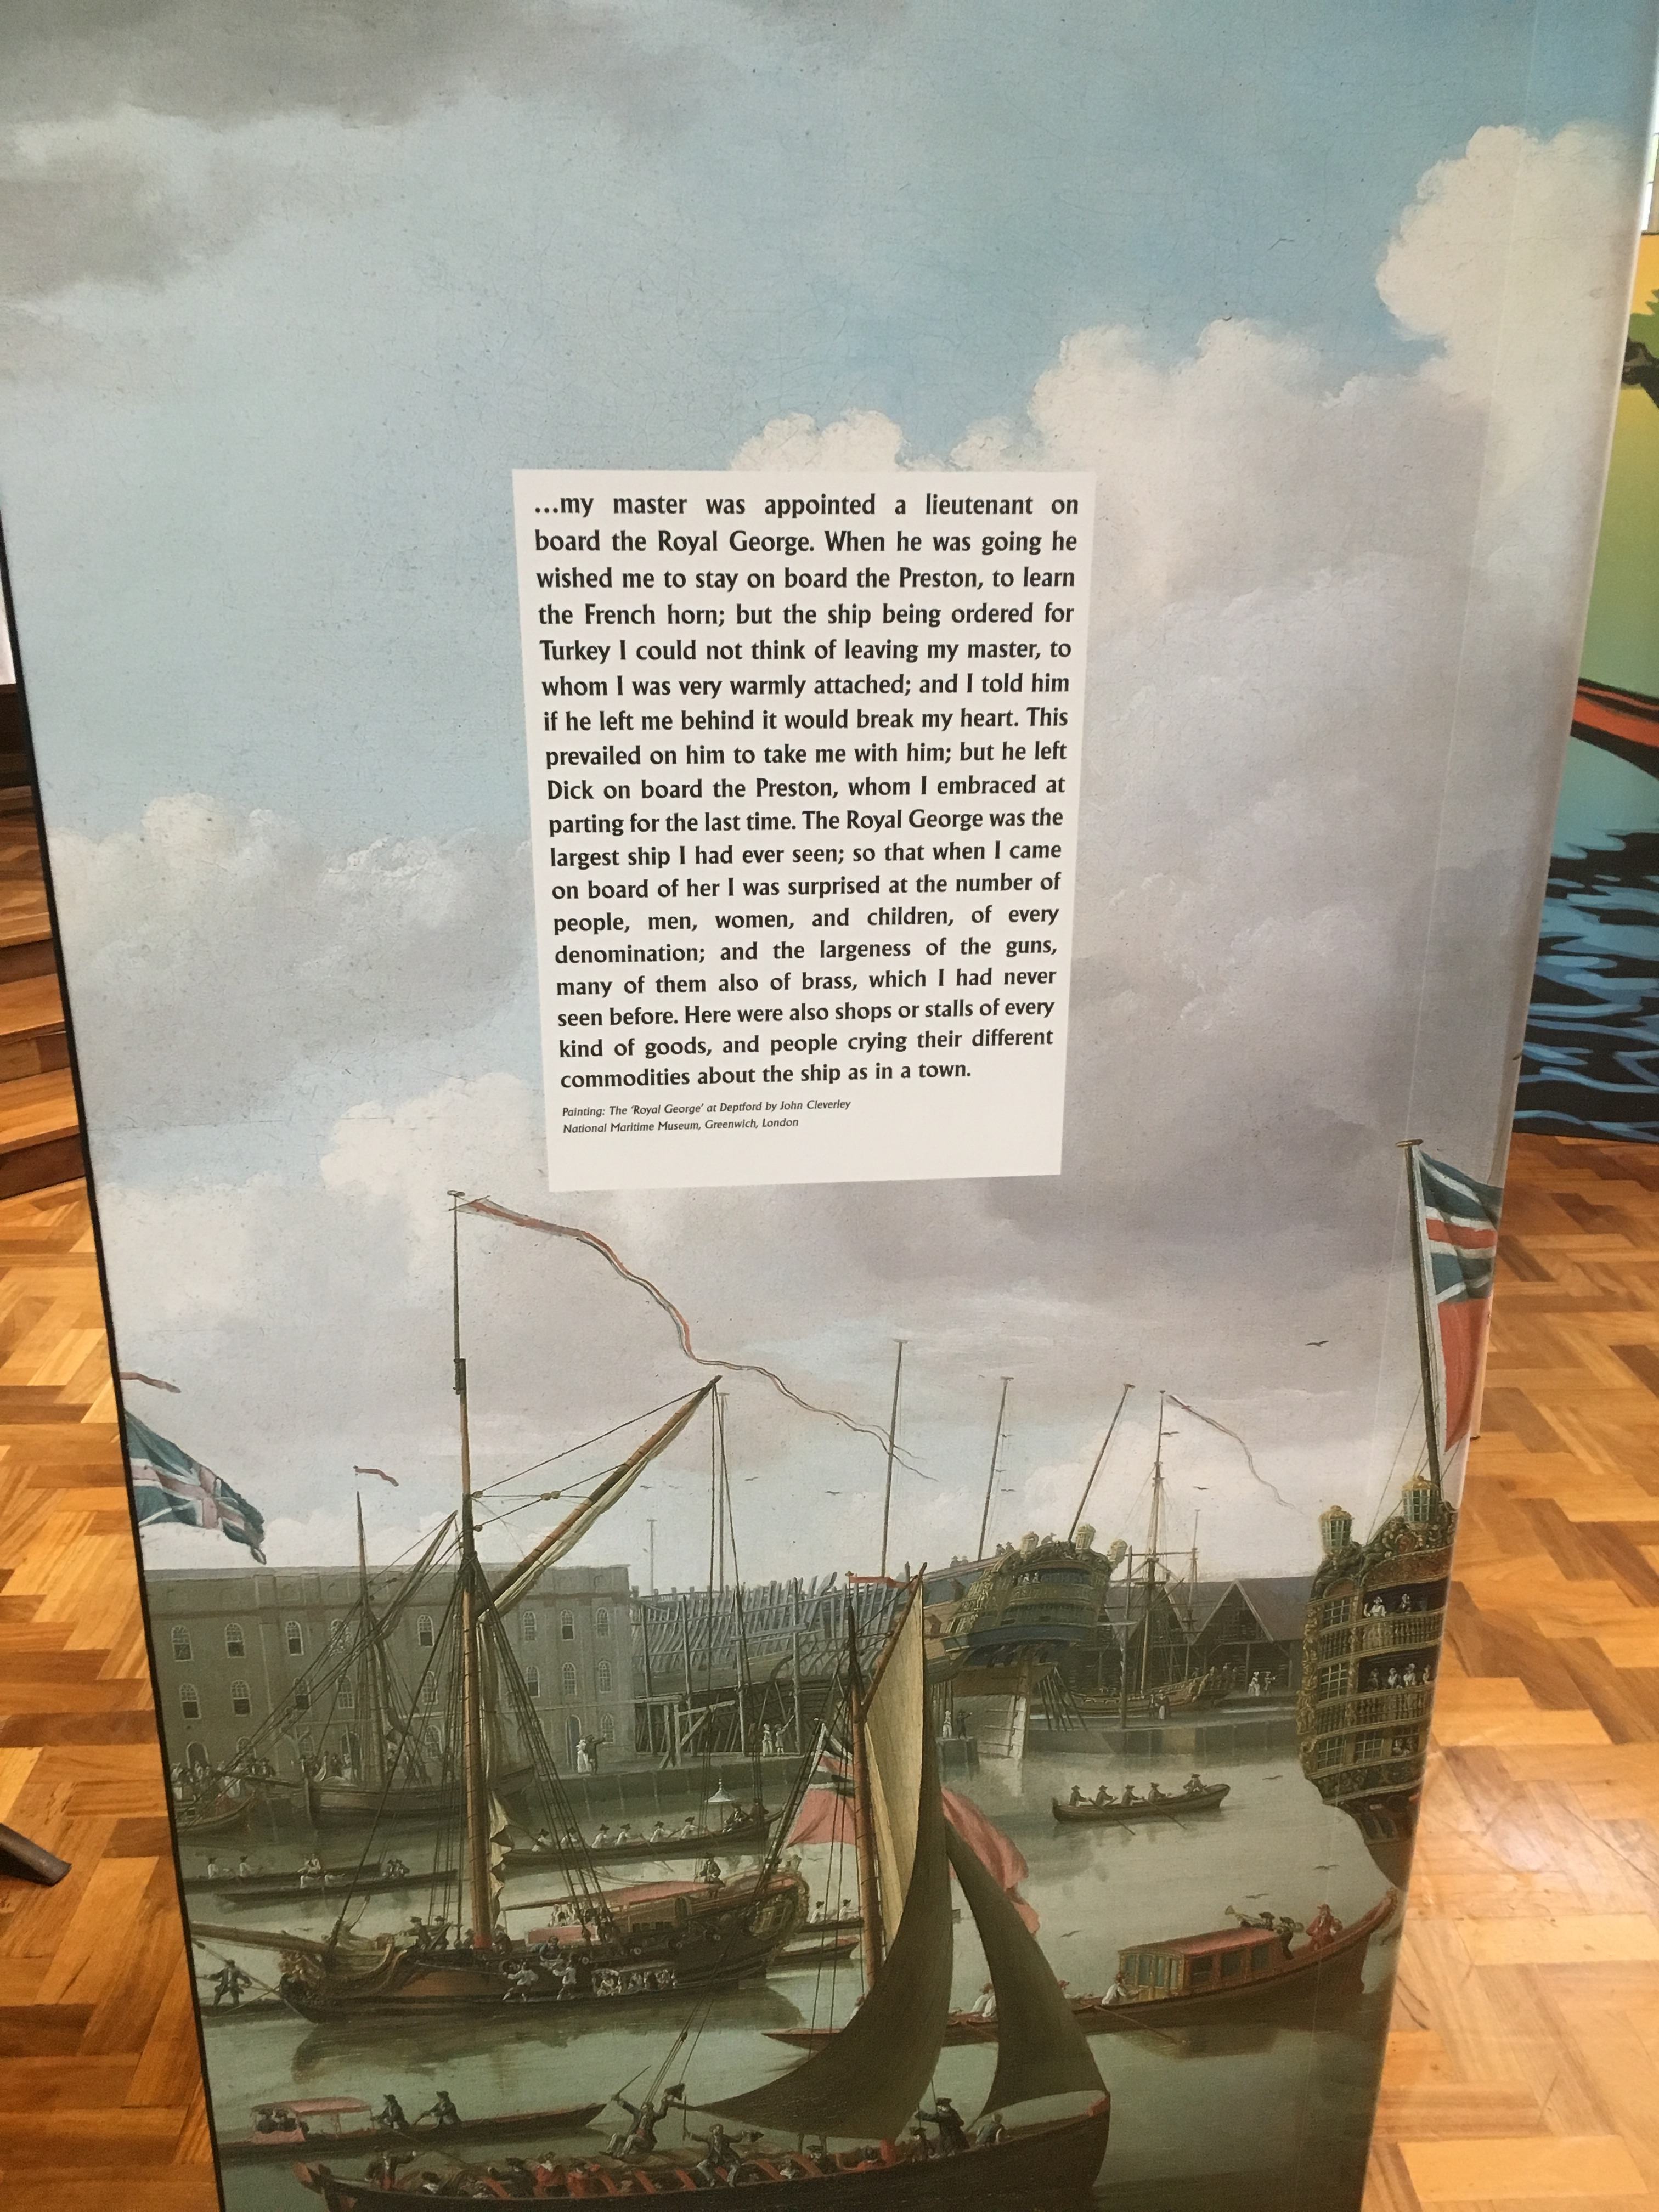 ...my master was appointed a lieutenant on
board the Royal George. When he was going he
wished me to stay on board the Preston, to learn
the French horn; but the ship being ordered for
Turkey I could not think of leaving my master, to
whom I was very warmly attached; and I told him
if he left me behind it would break my heart. This
prevailed on him to take me with him; but he left
Dick on board the Preston, whom I embraced at
parting for the last time. The Royal George was the
largest ship I had ever seen; so that when I came
on board of her I was surprised at the number of
people, men, women, and children, of every
denomination; and the largeness of the guns,
many of them also of brass, which I had never
seen before. Here were also shops or stalls of every
kind of goods, and people crying their different
commodities about the ship as in a town.
Painting: The 'Royal George' at Deptford by John Cleverley
National Maritime Museum, Greenwich, London